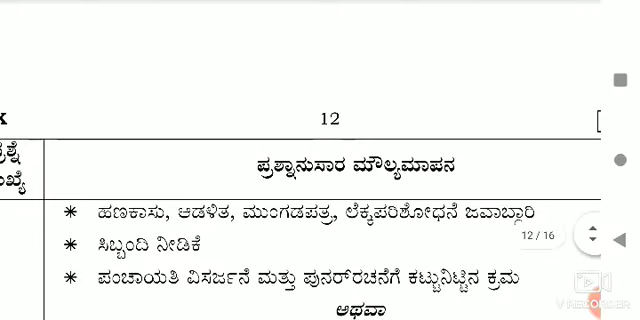 12
ಪ್ರಶ್ನಾನುಸಾರ ಮೌಲ್ಯಮಾಪನ
* ಹಣಕಾಸು, ಆಡಳಿತ, ಮುಂಗಡಪತ್ರ, ಲೆಕ್ಕಪರಿಶೋಧನೆ ಜವಾಬ್ದಾರಿ
* ಸಿಬ್ಬಂದಿ ನೀಡಿಕೆ
12 / 16
* ಪಂಚಾಯತಿ ವಿಸರ್ಜನೆ ಮತ್ತು ಪುನರ್‌ರಚನೆಗೆ ಕಟ್ಟುನಿಟ್ಟಿನ ಕ್ರಮ
ಅಥವಾ
V RECORDER